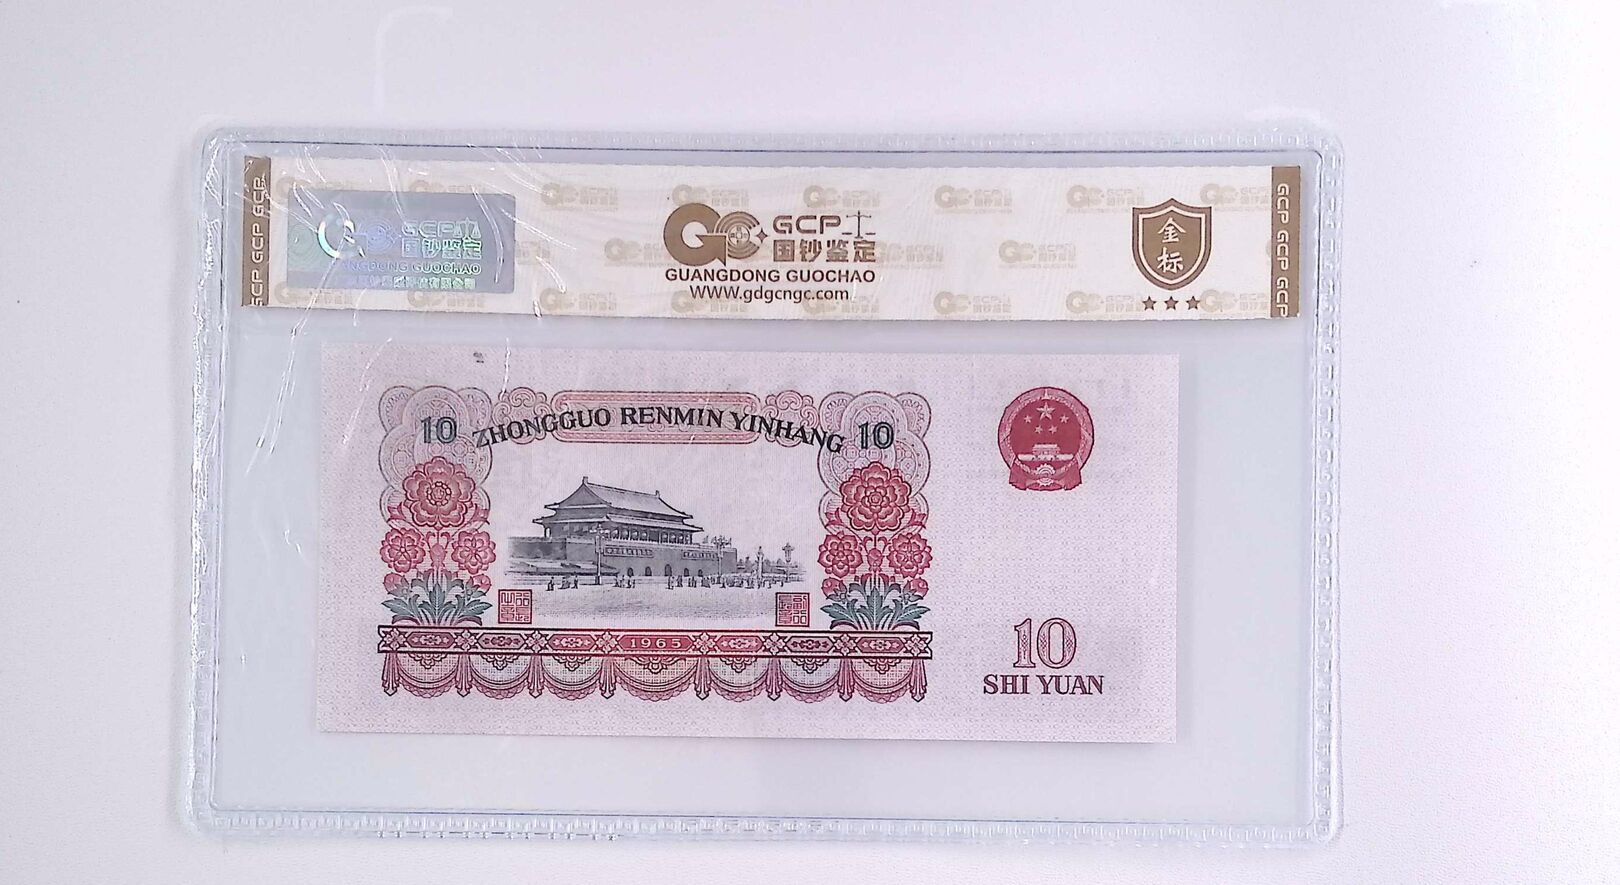 GCP GCP GCP
GCP
国钞鉴定
GUANGDONG GUOCHAO
GCP
国钞鉴定
GUANGDONG GUOCHAO
WWW.gdgcngc.com
金标
GCP GCP GCP
10 ZHONGGUO RENMIN YINHANG 10
1965
10
SHI YUAN